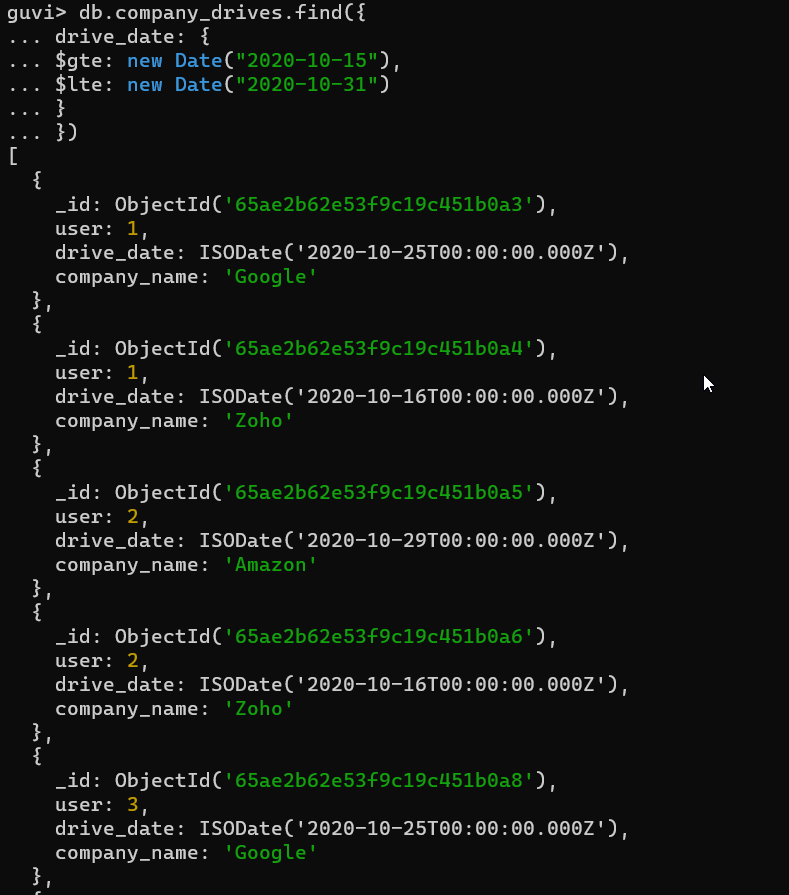 guvi> db.company_drives.find({
... drive_date: {
... $gte: new Date("2020-10-15"),
... $lte: new Date("2020-10-31")
... }
... })
[
  {
    _id: ObjectId('65ae2b62e53f9c19c451b0a3'),
    user: 1,
    drive_date: ISODate('2020-10-25T00:00:00.000Z'),
    company_name: 'Google'
  },
  {
    _id: ObjectId('65ae2b62e53f9c19c451b0a4'),
    user: 1,
    drive_date: ISODate('2020-10-16T00:00:00.000Z'),
    company_name: 'Zoho'
  },
  {
    _id: ObjectId('65ae2b62e53f9c19c451b0a5'),
    user: 2,
    drive_date: ISODate('2020-10-29T00:00:00.000Z'),
    company_name: 'Amazon'
  },
  {
    _id: ObjectId('65ae2b62e53f9c19c451b0a6'),
    user: 2,
    drive_date: ISODate('2020-10-16T00:00:00.000Z'),
    company_name: 'Zoho'
  },
  {
    _id: ObjectId('65ae2b62e53f9c19c451b0a8'),
    user: 3,
    drive_date: ISODate('2020-10-25T00:00:00.000Z'),
    company_name: 'Google'
  },
  {